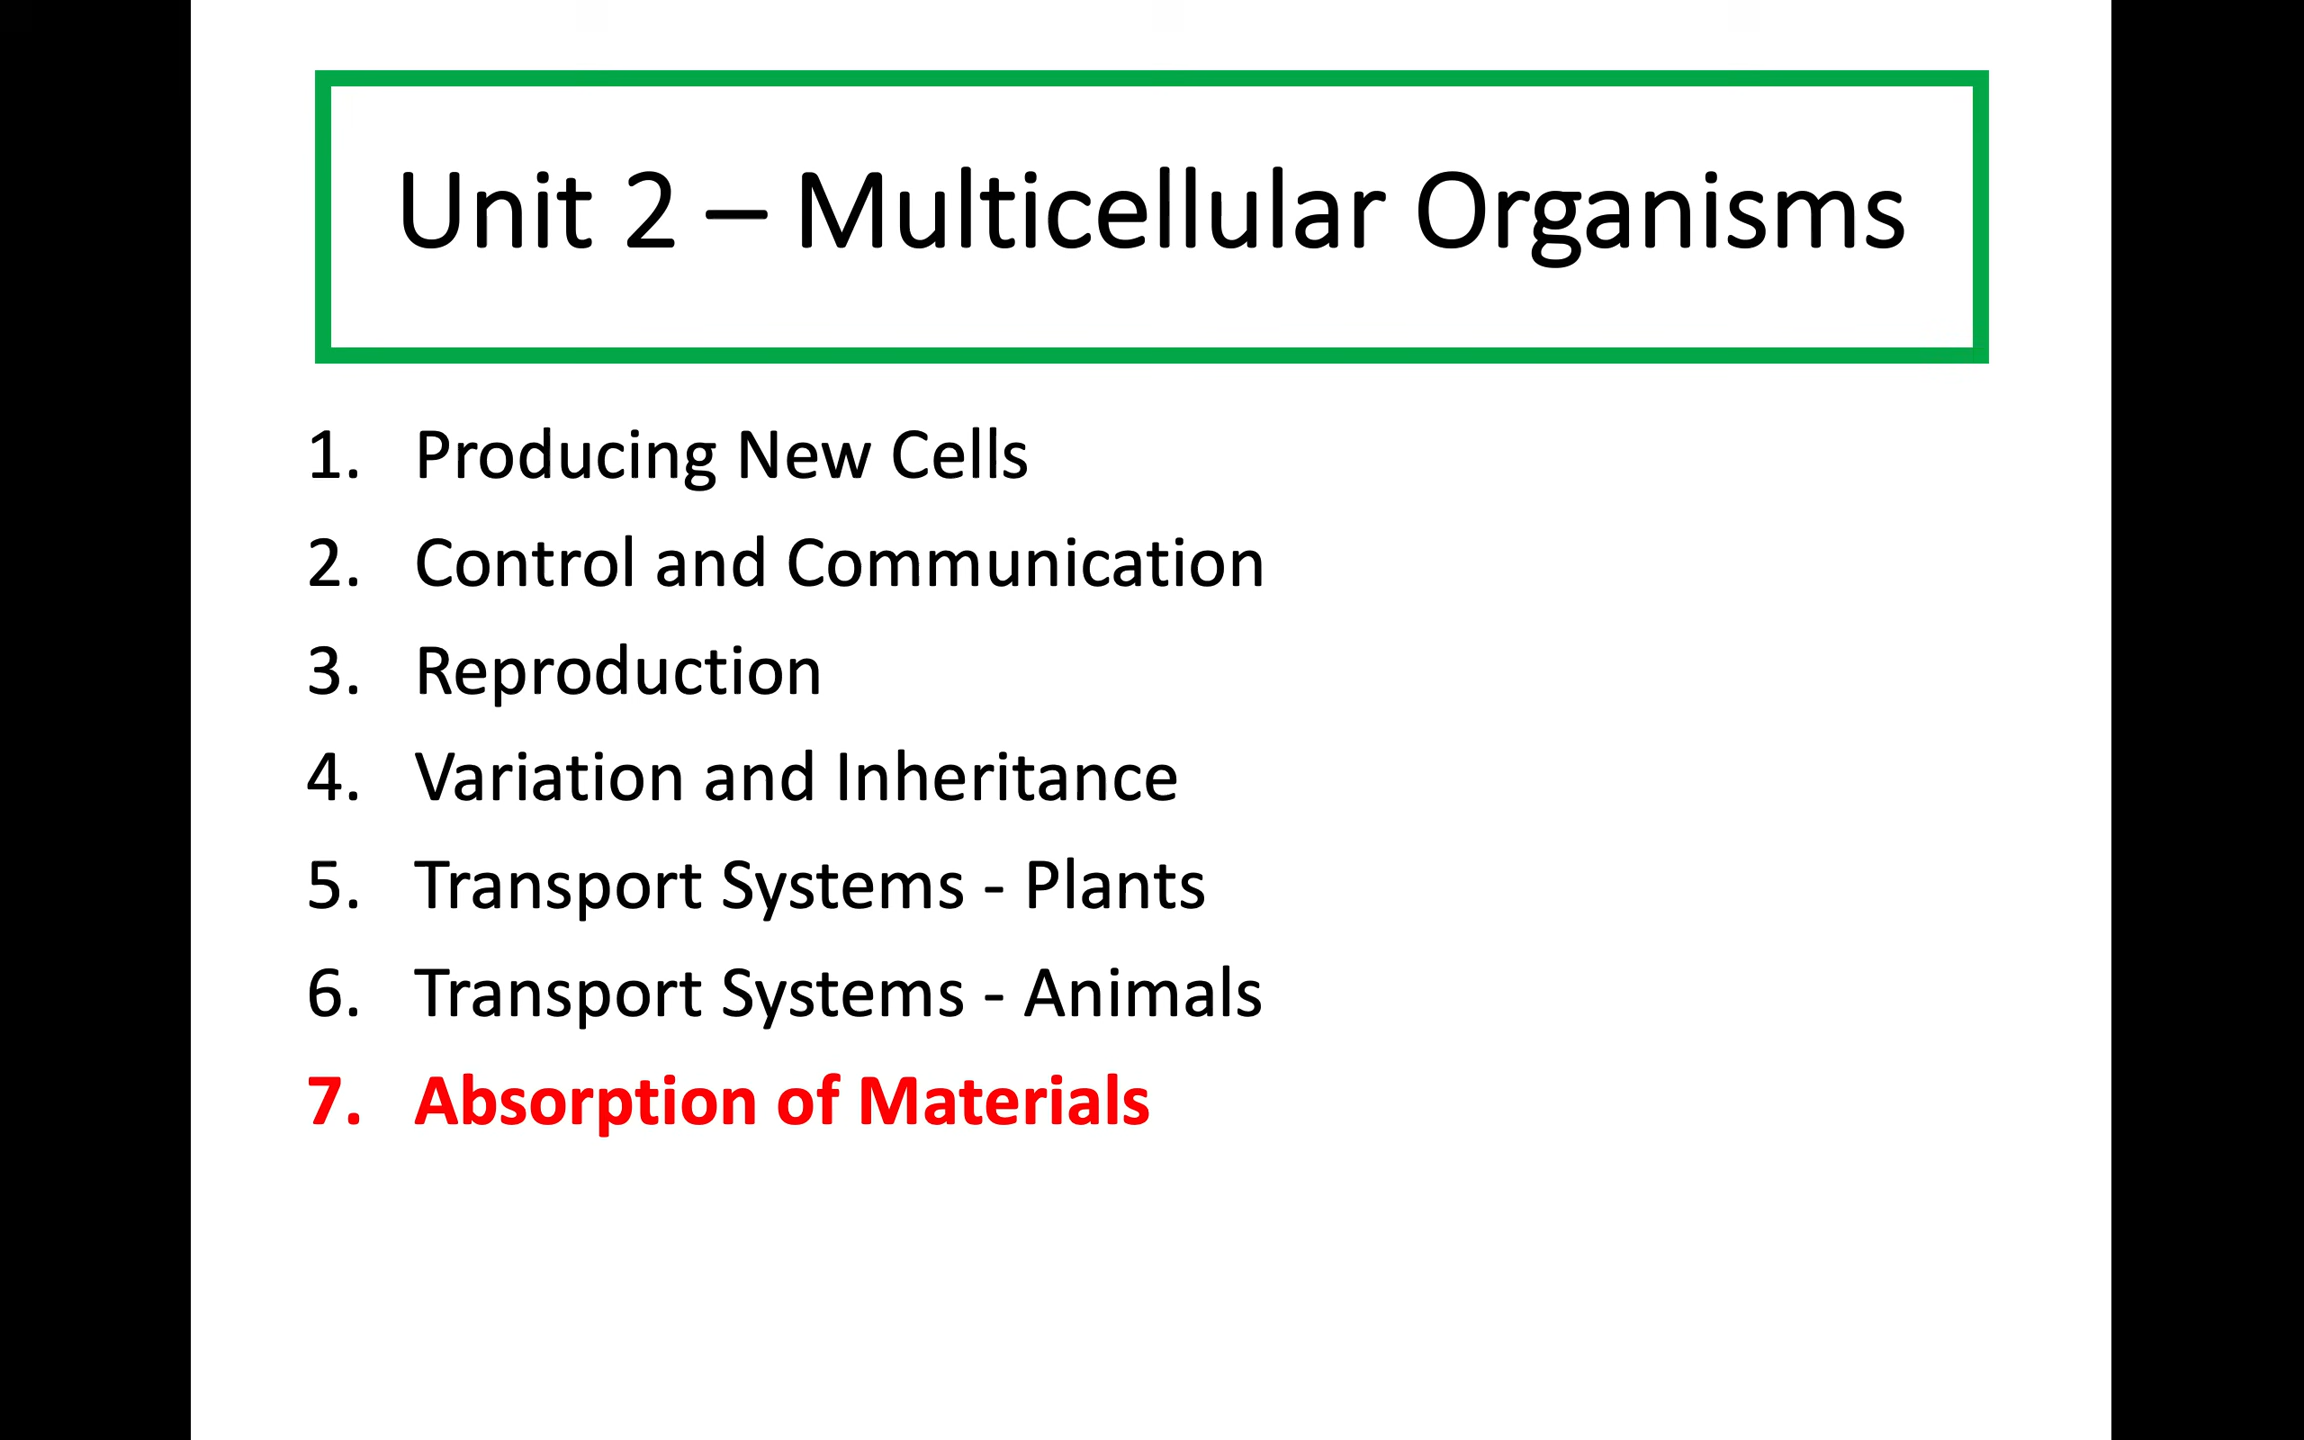 Unit 2 – Multicellular Organisms
1. Producing New Cells
2. Control and Communication
3. Reproduction
4. Variation and Inheritance
5. Transport Systems - Plants
6. Transport Systems - Animals
7. Absorption of Materials